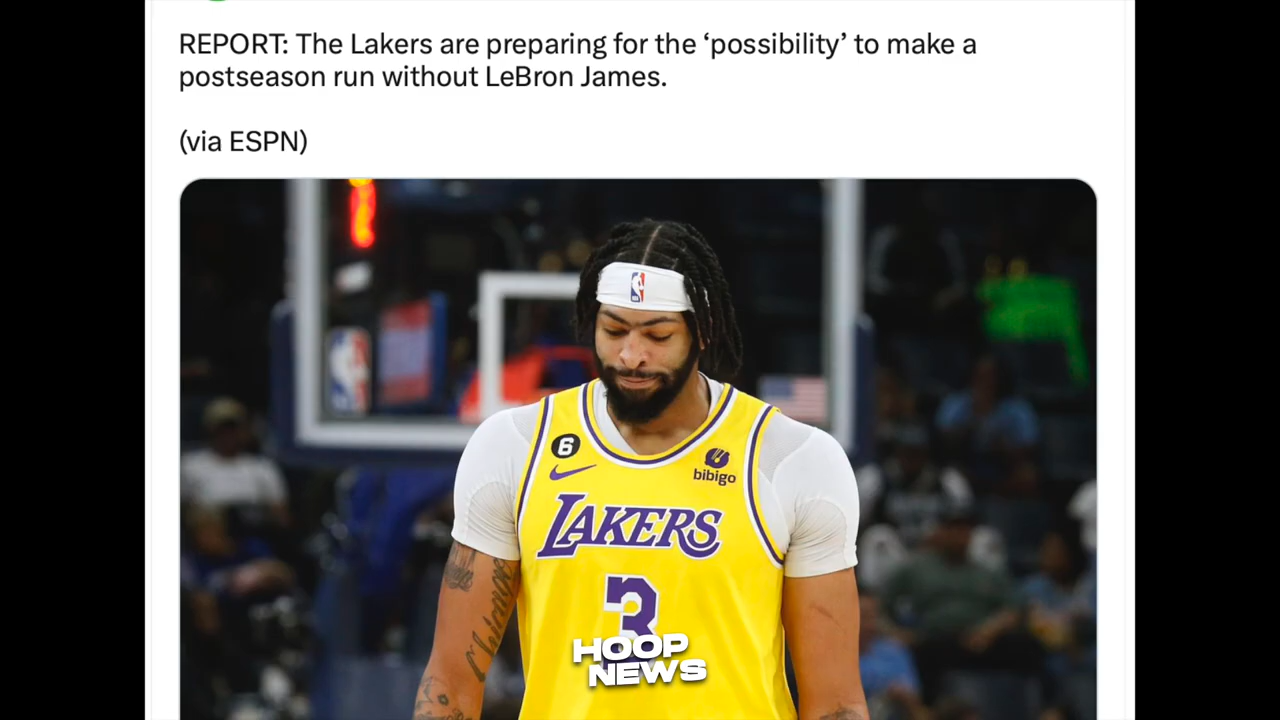 REPORT: The Lakers are preparing for the ‘possibility’ to make a
postseason run without LeBron James.
(via ESPN)
6
bibigo
LAKERS
3
HOOP
NEWS
Chicago